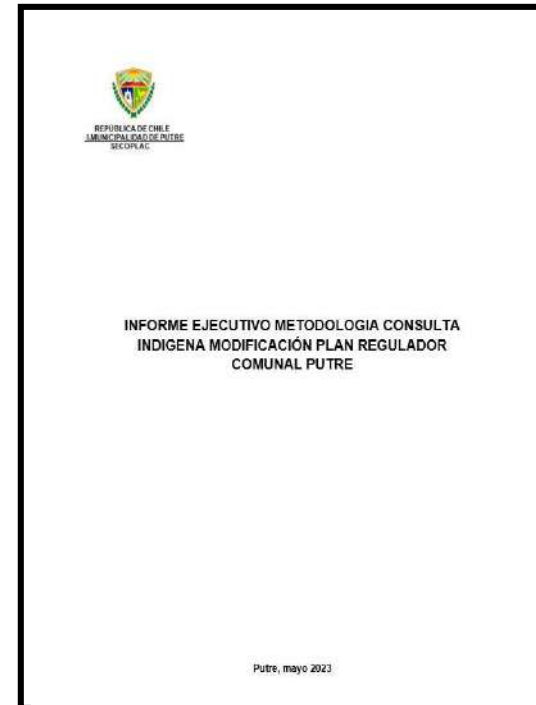 REPÚBLICA DE CHILE
I.MUNICIPALIDAD DE PUTRE
SECOPLAC
INFORME EJECUTIVO METODOLOGIA CONSULTA
INDIGENA MODIFICACIÓN PLAN REGULADOR
COMUNAL PUTRE
Putre, mayo 2023